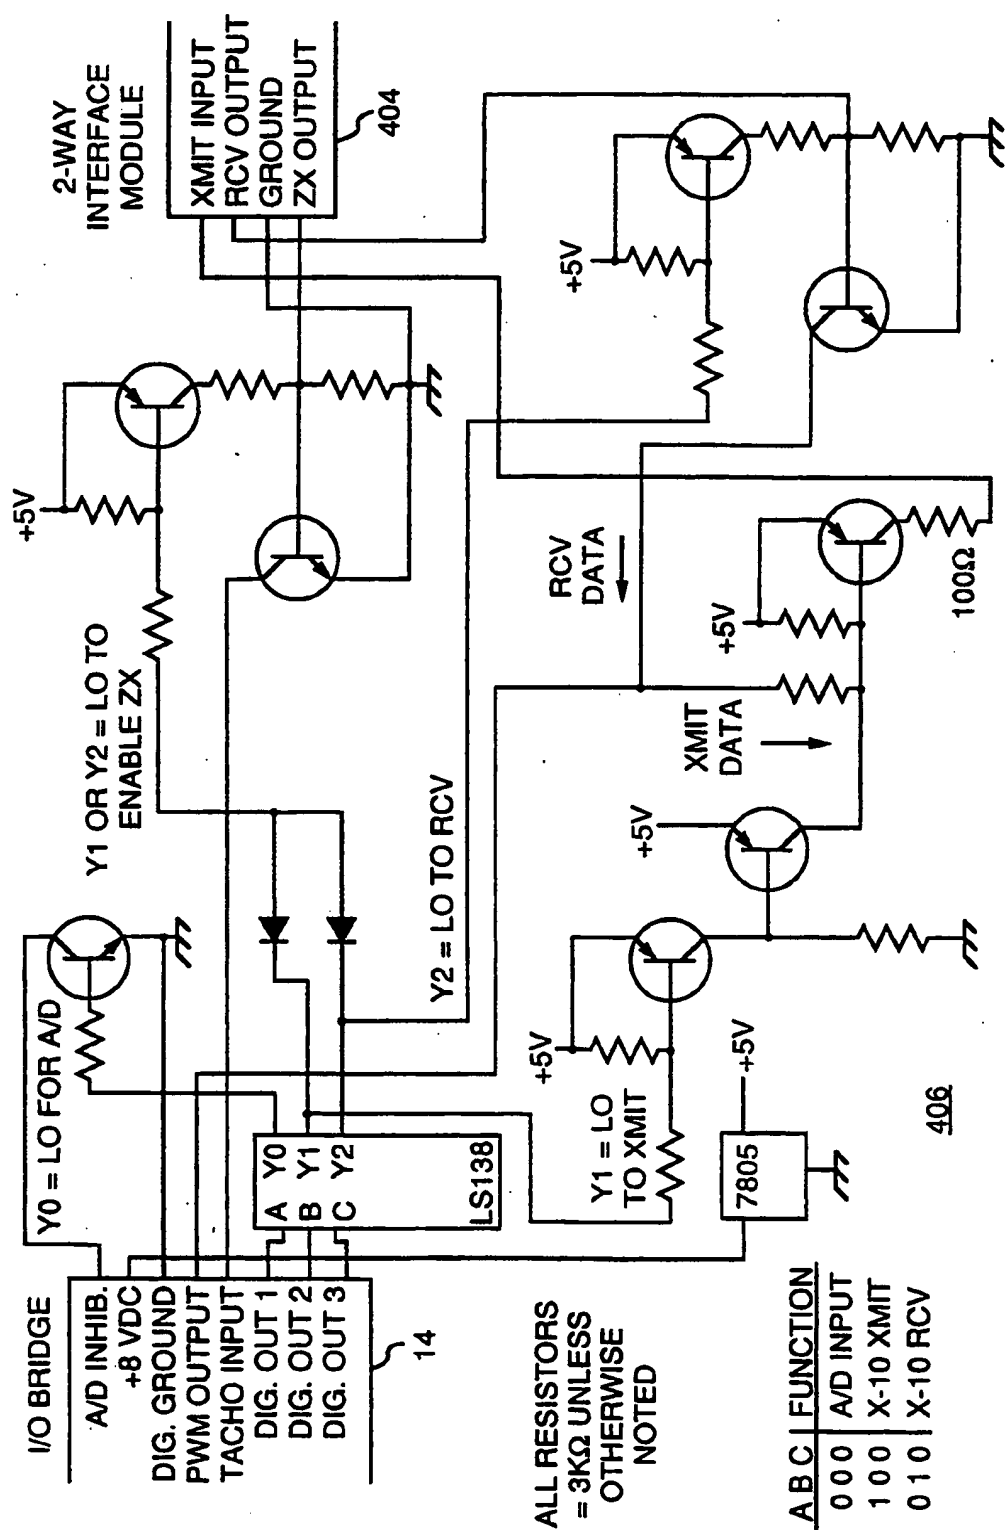 I/O BRIDGE
A/D INHIB.
+8 VDC
DIG. GROUND
PWM OUTPUT
TACHO INPUT
DIG. OUT 1
DIG. OUT 2
DIG. OUT 3
14
Y0 = LO FOR A/D
A Y0
B Y1
C Y2
LS138
Y1 OR Y2 = LO TO
ENABLE ZX
+5V
2-WAY
INTERFACE
MODULE
XMIT INPUT
RCV OUTPUT
GROUND
ZX OUTPUT
404
Y2 = LO TO RCV
RCV
DATA
XMIT
DATA
+5V
+5V
+5V
+5V
100Ω
Y1 = LO
TO XMIT
7805
+5V
406
ALL RESISTORS
= 3KΩ UNLESS
OTHERWISE
NOTED
A B C FUNCTION
0 0 0 A/D INPUT
1 0 0 X-10 XMIT
0 1 0 X-10 RCV